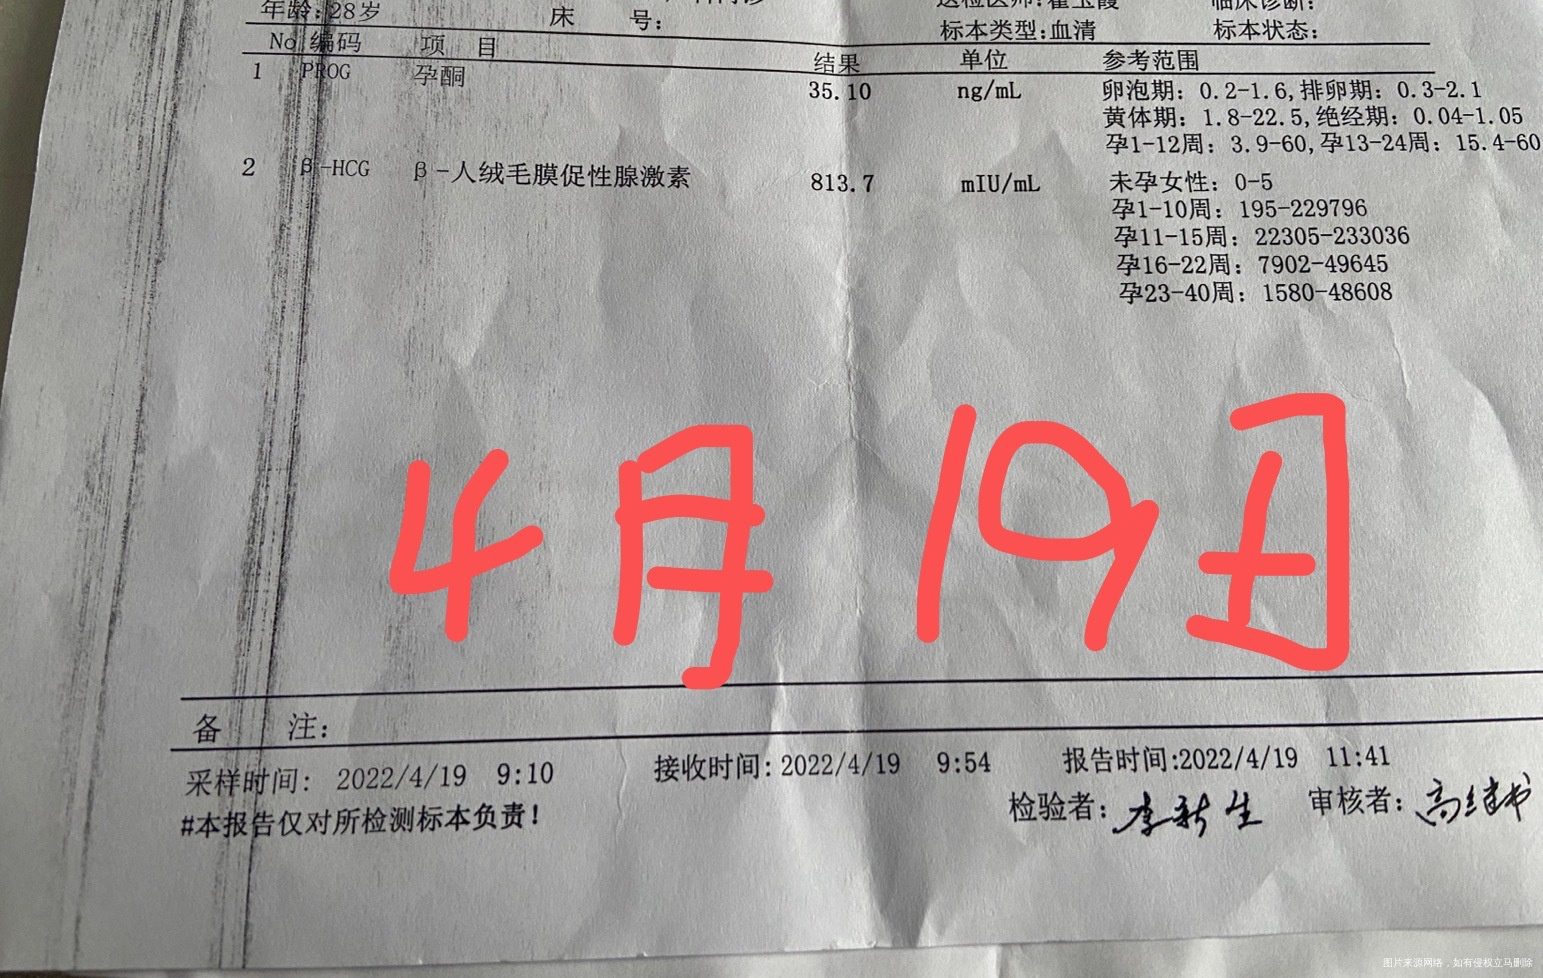 年龄:28岁 床 号: 标本类型:血清 标本状态:
No 编码 项 目 结果 单位 参考范围
1 PROG 孕酮 35.10 ng/mL 卵泡期: 0.2-1.6,排卵期: 0.3-2.1
黄体期: 1.8-22.5,绝经期: 0.04-1.05
孕1-12周: 3.9-60,孕13-24周: 15.4-60
2 β-HCG β-人绒毛膜促性腺激素 813.7 mIU/mL 未孕女性: 0-5
孕1-10周: 195-229796
孕11-15周: 22305-233036
孕16-22周: 7902-49645
孕23-40周: 1580-48608
4月19日
备 注:
采样时间: 2022/4/19 9:10 接收时间: 2022/4/19 9:54 报告时间:2022/4/19 11:41
#本报告仅对所检测标本负责! 检验者: 李新生 审核者:
图片来源网络，如有侵权立马删除